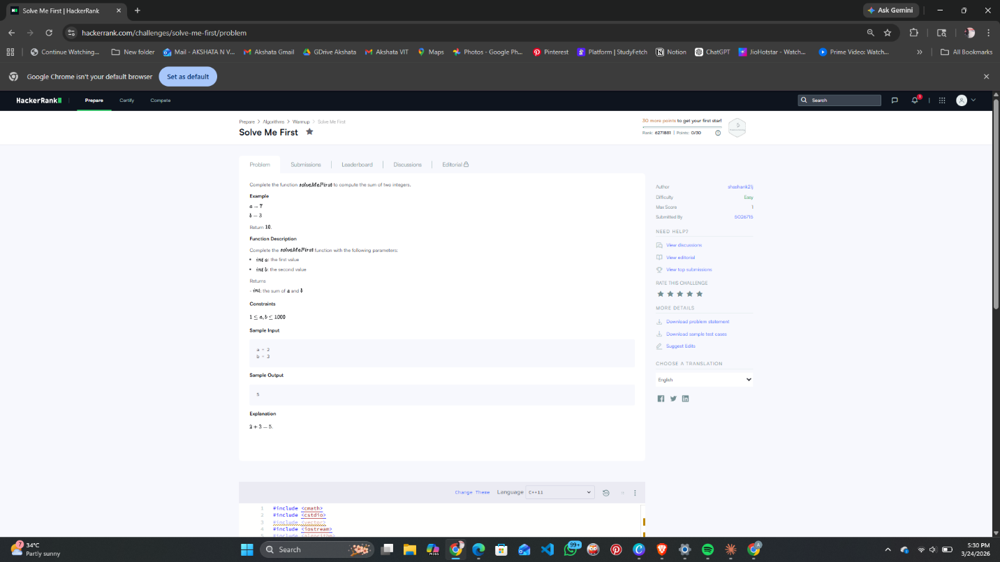 Solve Me First | HackerRank
Ask Gemini
hackerrank.com/challenges/solve-me-first/problem
Continue Watching...
New folder
Mail - AKSHATA N V...
Akshata Gmail
GDrive Akshata
Akshata VIT
Maps
Photos - Google Ph...
Pinterest
Platform | StudyFetch
Notion
ChatGPT
JioHotstar - Watch...
Prime Video: Watch...
All Bookmarks
Google Chrome isn't your default browser
Set as default
HackerRank
Prepare
Certify
Compete
Search
1
Prepare > Algorithms > Warmup > Solve Me First
Solve Me First
30 more points to get your first star!
Rank: 6271881 | Points: 0/30
Problem
Submissions
Leaderboard
Discussions
Editorial
Complete the function solveMeFirst to compute the sum of two integers.
Example
a = 7
b = 3
Return 10.
Function Description
Complete the solveMeFirst function with the following parameters:
• int a: the first value
• int b: the second value
Returns
- int: the sum of a and b
Constraints
1 ≤ a, b ≤ 1000
Sample Input
a = 2
b = 3
Sample Output
5
Explanation
2 + 3 = 5.
Author shashank21j
Difficulty Easy
Max Score 1
Submitted By 5026715
NEED HELP?
View discussions
View editorial
View top submissions
RATE THIS CHALLENGE
MORE DETAILS
Download problem statement
Download sample test cases
Suggest Edits
CHOOSE A TRANSLATION
English
Change Theme
Language
C++11
1 #include <cmath>
2 #include <cstdio>
3 #include <vector>
4 #include <iostream>
#include <algorithm>
7
34°C
Partly sunny
Search
99+
5:30 PM
3/24/2026